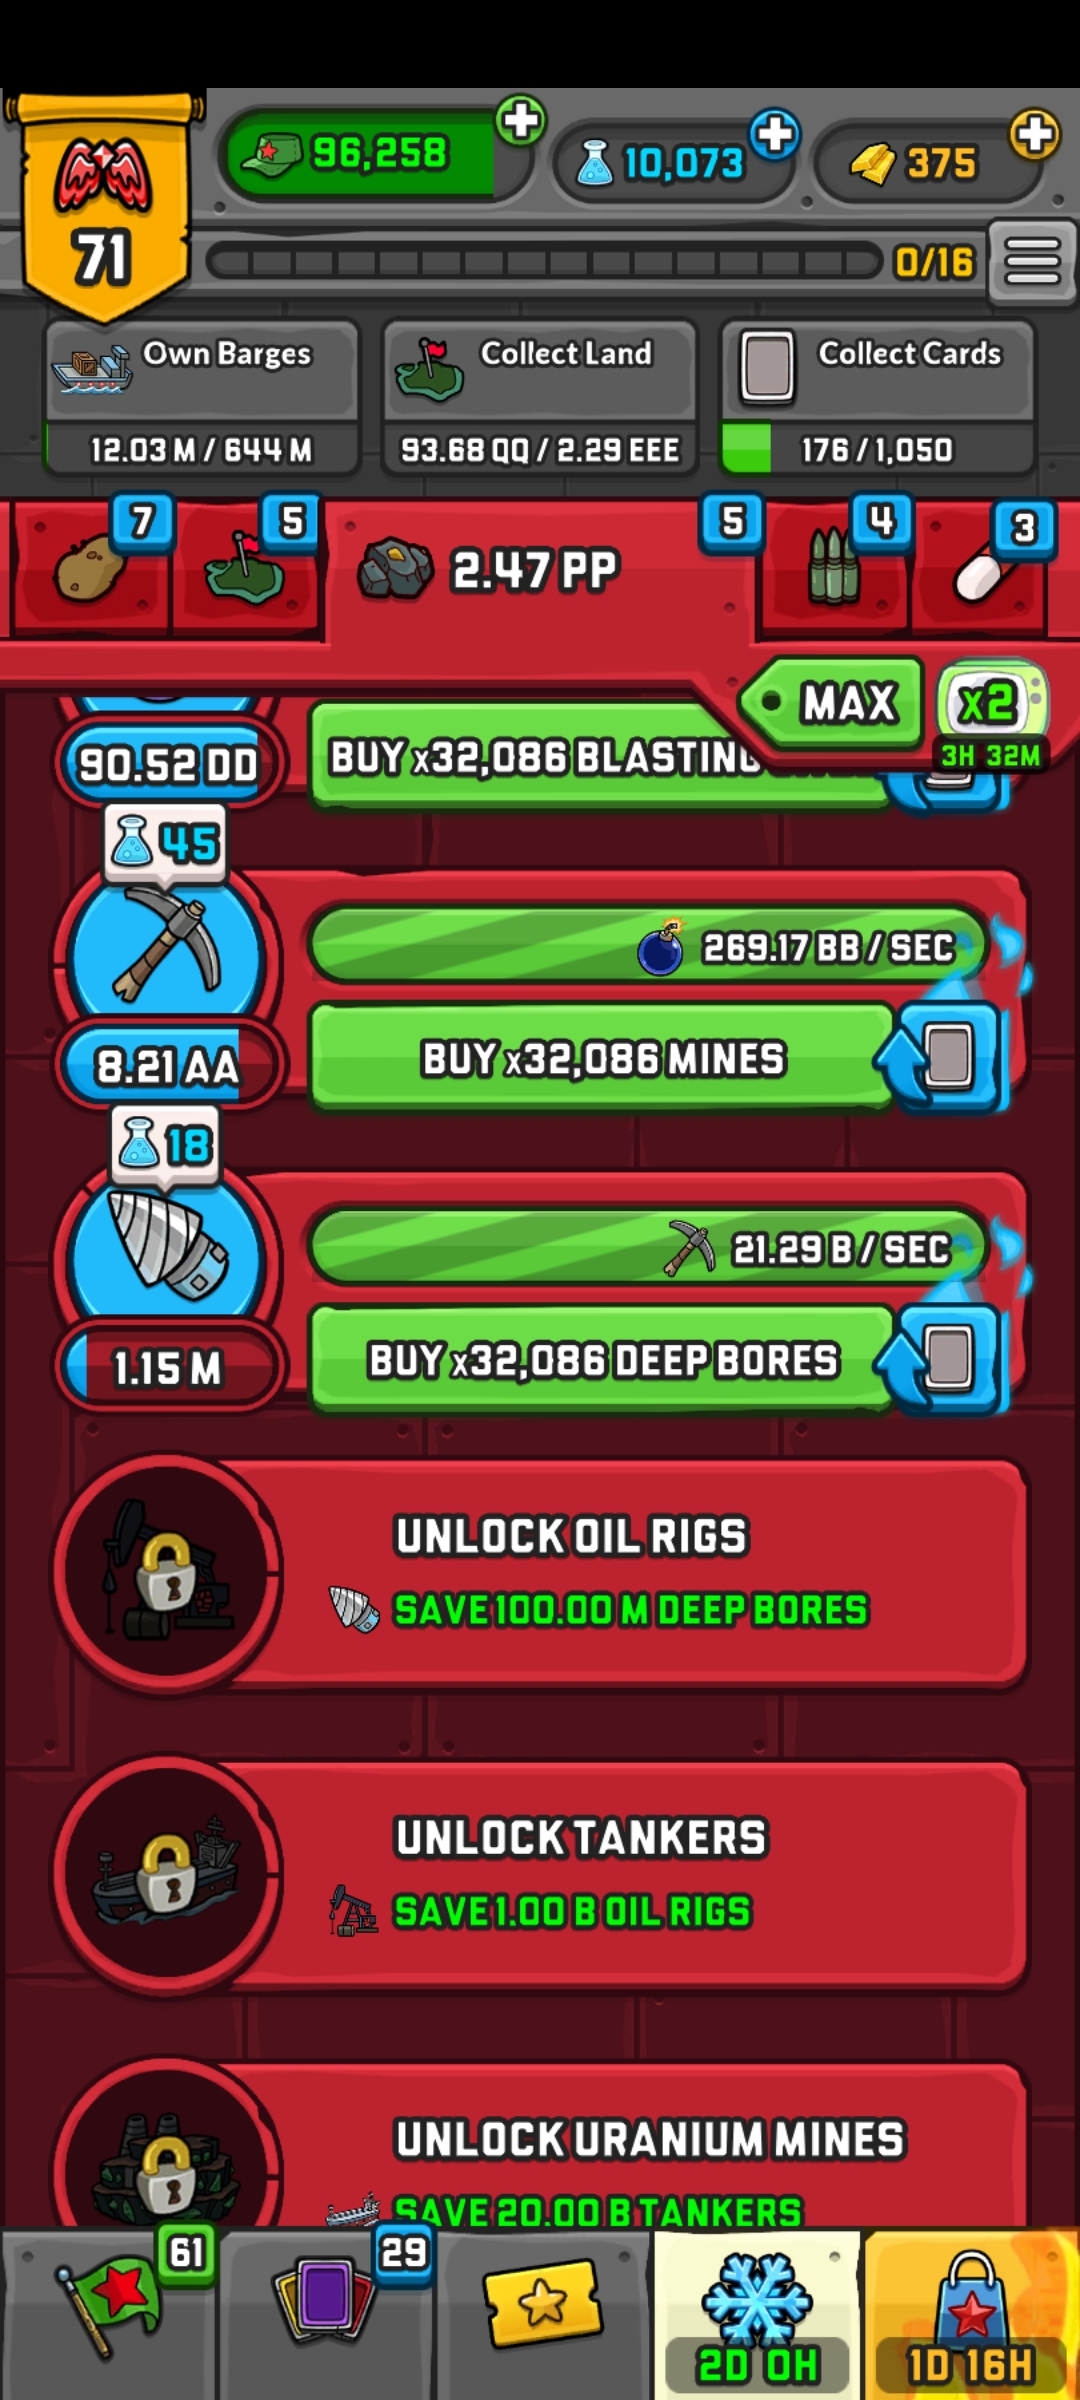 96,258
10,073
375
71
0/16
Own Barges
12.03 M / 644 M
Collect Land
93.68 QQ / 2.29 EEE
Collect Cards
176 / 1,050
7
5
2.47 PP
5
4
3
MAX
x2
3H 32M
90.52 DD
BUY x32,086 BLASTING
45
269.17 BB / SEC
8.21 AA
BUY x32,086 MINES
18
21.29 B / SEC
1.15 M
BUY x32,086 DEEP BORES
UNLOCK OIL RIGS
SAVE 100.00 M DEEP BORES
UNLOCK TANKERS
SAVE 1.00 B OIL RIGS
UNLOCK URANIUM MINES
SAVE 20.00 B TANKERS
61
29
2D 0H
1D 16H